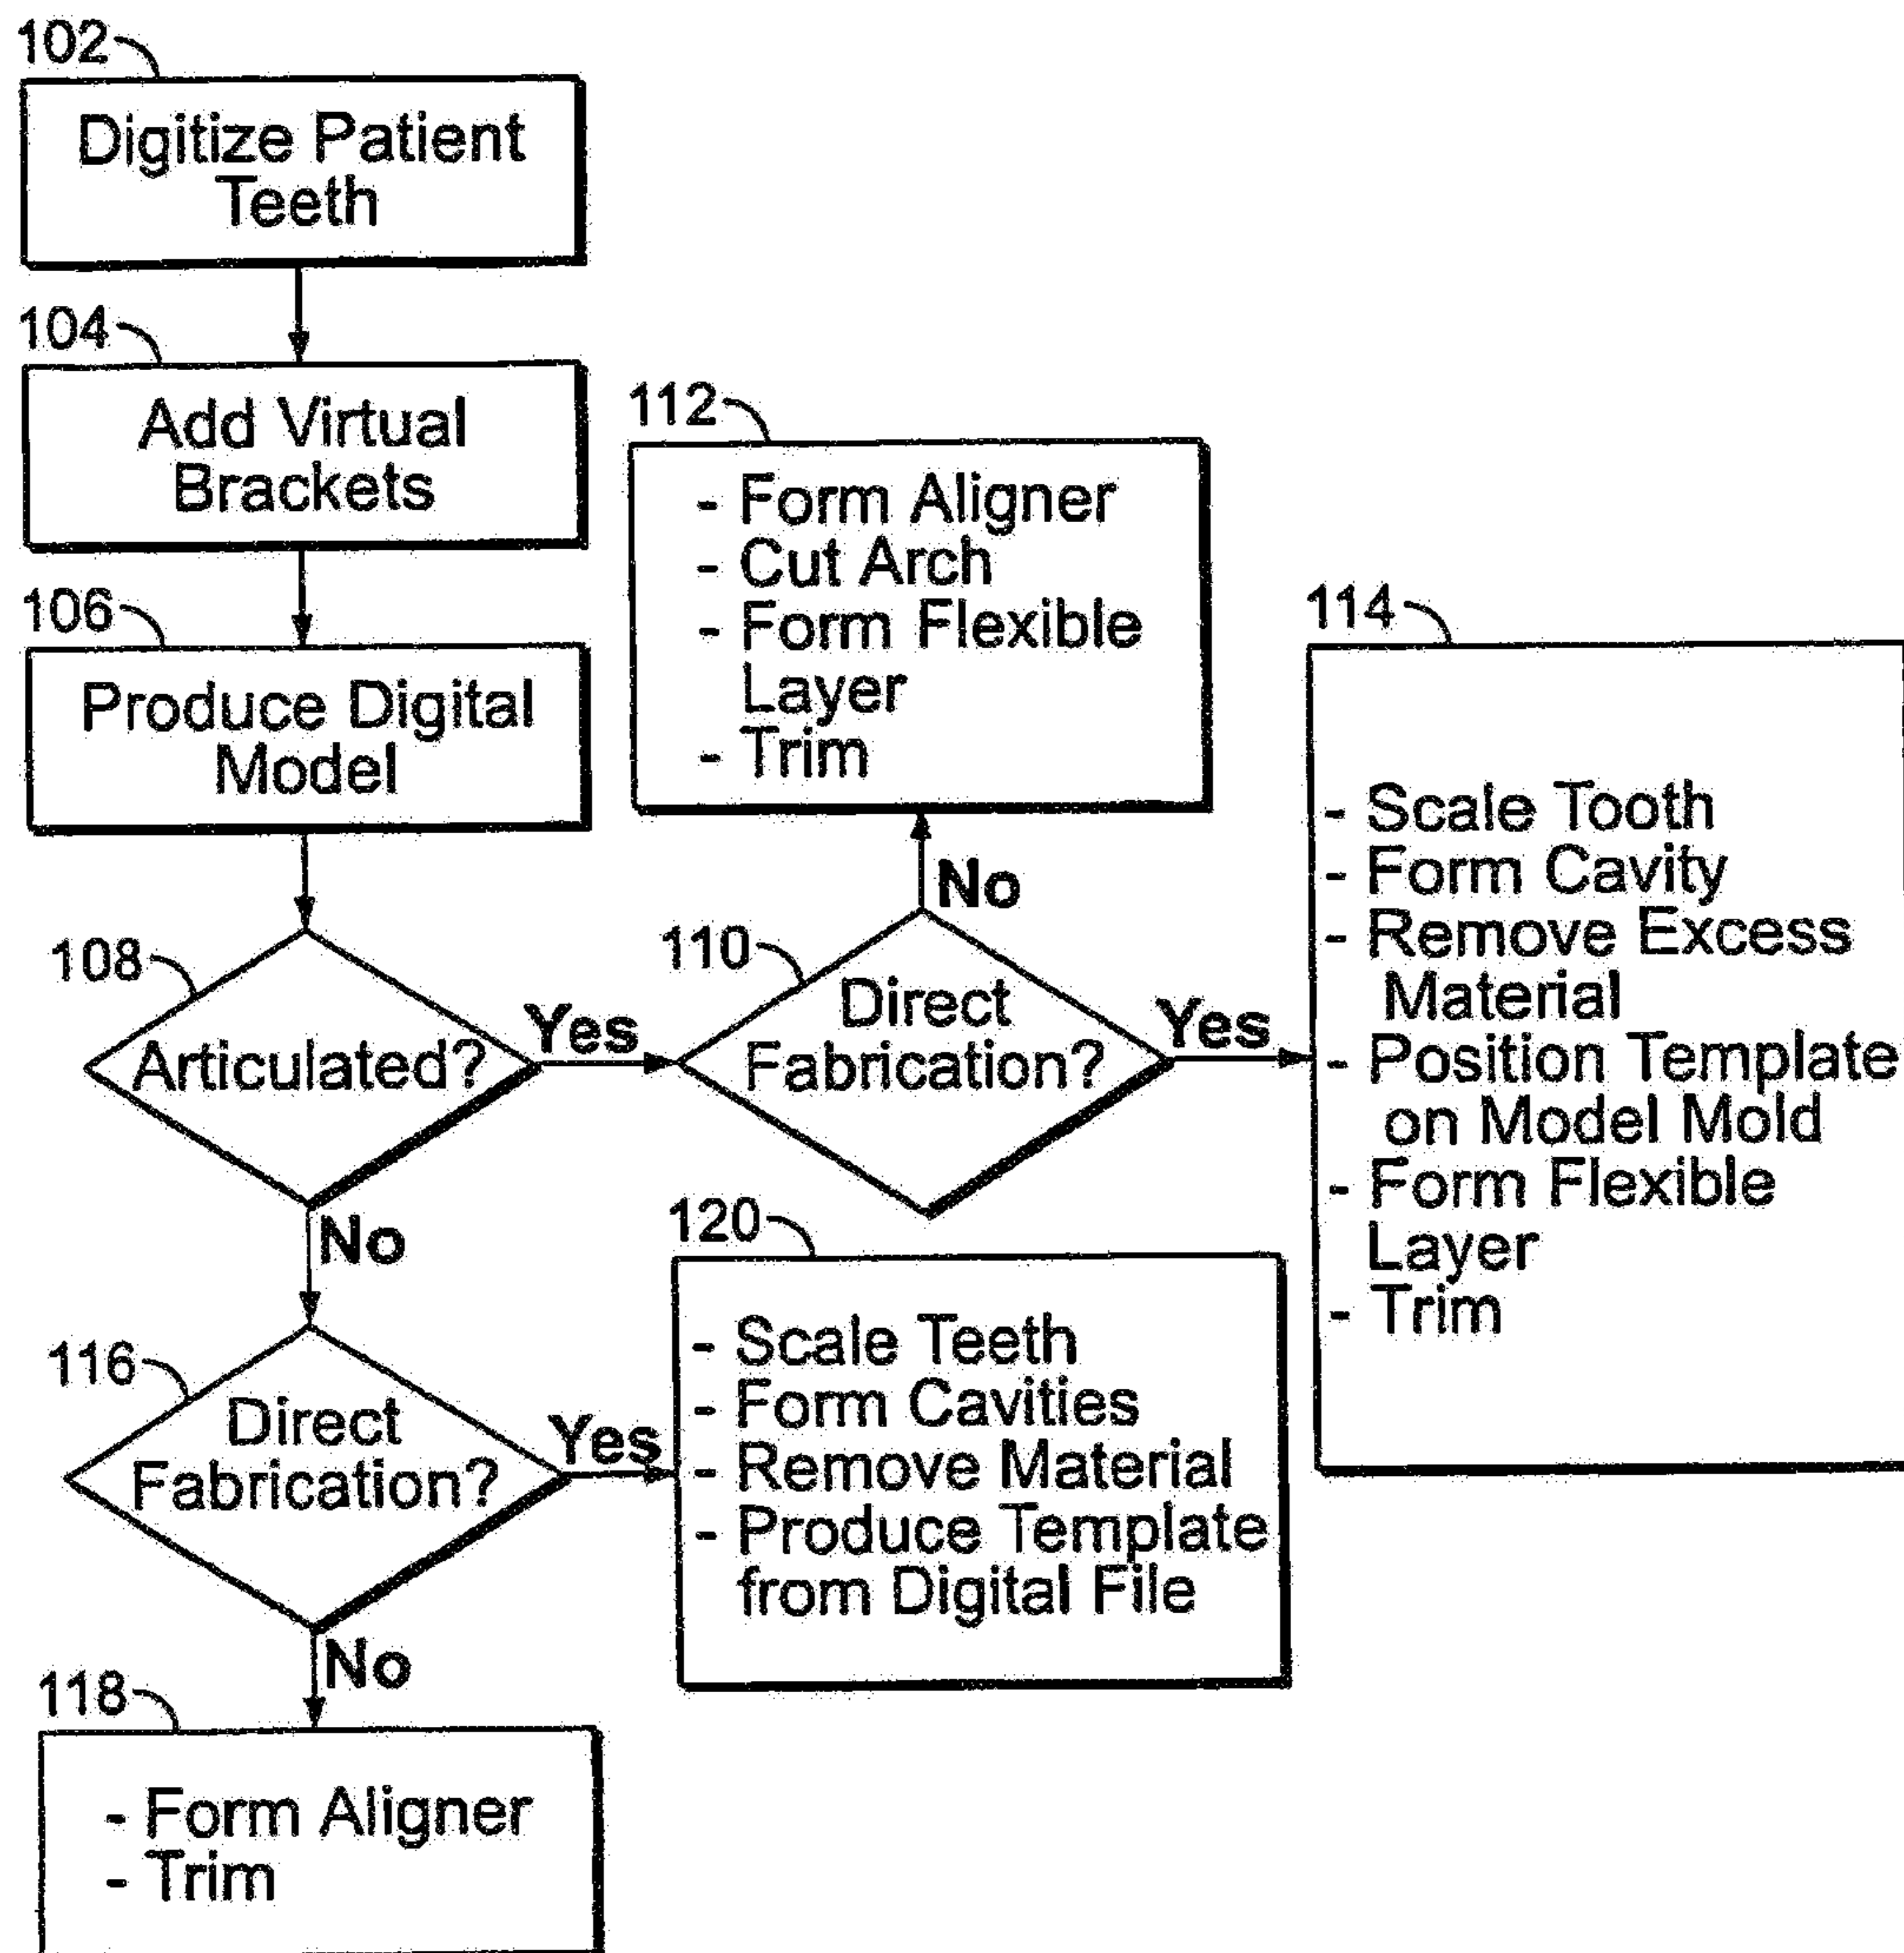 102
Digitize Patient
Teeth
104
Add Virtual
Brackets
106
Produce Digital
Model
108
Articulated?
Yes
No
110
Direct
Fabrication?
No
Yes
112
- Form Aligner
- Cut Arch
- Form Flexible
Layer
- Trim
114
- Scale Tooth
- Form Cavity
- Remove Excess
Material
- Position Template
on Model Mold
- Form Flexible
Layer
- Trim
116
Direct
Fabrication?
Yes
No
120
- Scale Teeth
- Form Cavities
- Remove Material
- Produce Template
from Digital File
118
- Form Aligner
- Trim